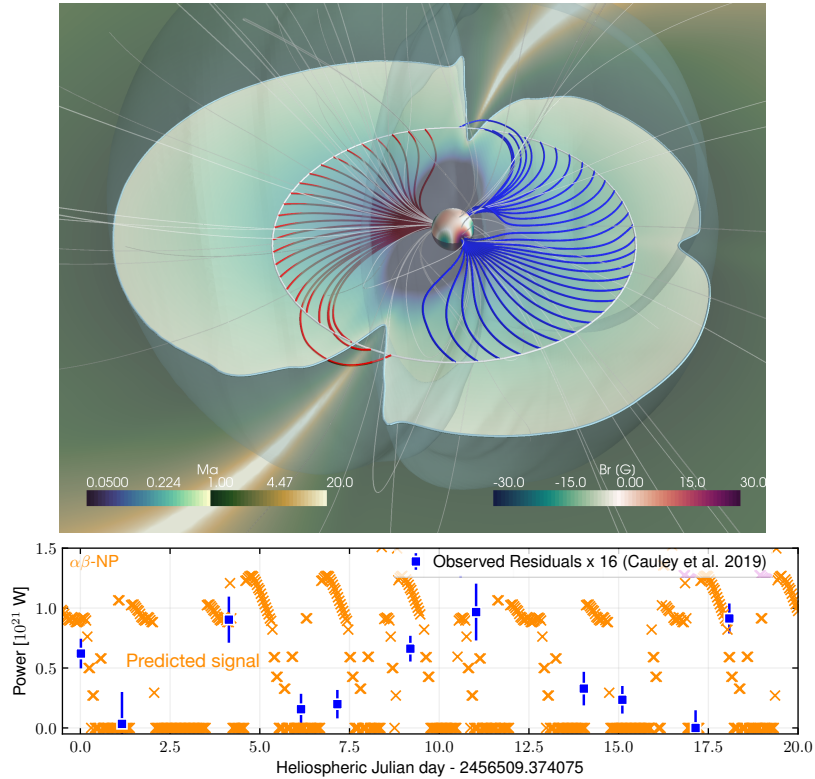 Ma
0.0500 0.224 1.00 4.47 20.0
Br (G)
-30.0 -15.0 0.00 15.0 30.0
1.5
αβ-NP
Observed Residuals x 16 (Cauley et al. 2019)
1.0
Predicted signal
0.5
0.0
Power [10²¹ W]
0.0 2.5 5.0 7.5 10.0 12.5 15.0 17.5 20.0
Heliospheric Julian day - 2456509.374075